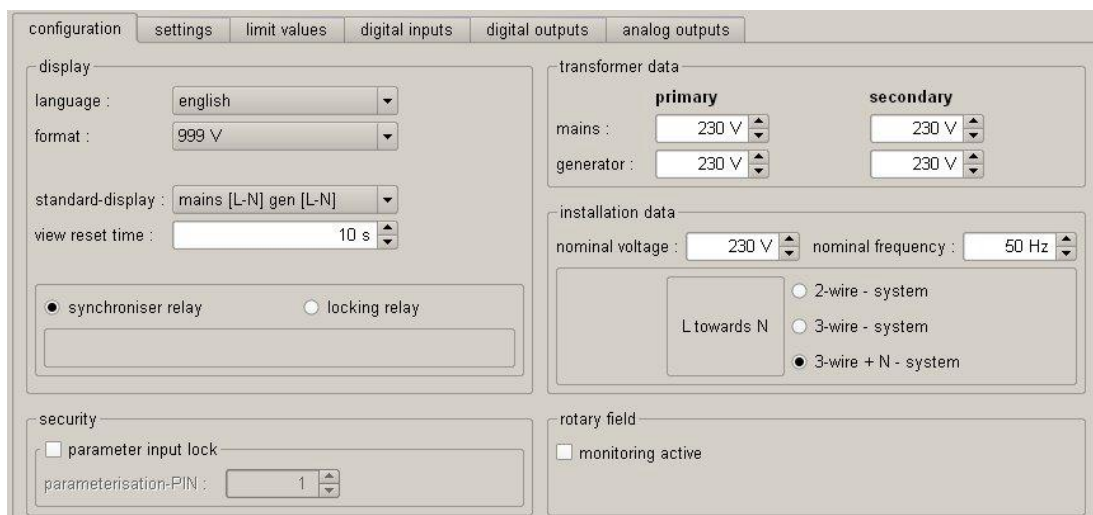 configuration settings limit values digital inputs digital outputs analog outputs
display
language : english
format : 999 V
standard-display : mains [L-N] gen [L-N]
view reset time : 10 s
synchroniser relay locking relay
security
parameter input lock
parameterisation-PIN : 1
transformer data
primary secondary
mains : 230 V 230 V
generator : 230 V 230 V
installation data
nominal voltage : 230 V nominal frequency : 50 Hz
L towards N
2-wire - system
3-wire - system
3-wire + N - system
rotary field
monitoring active